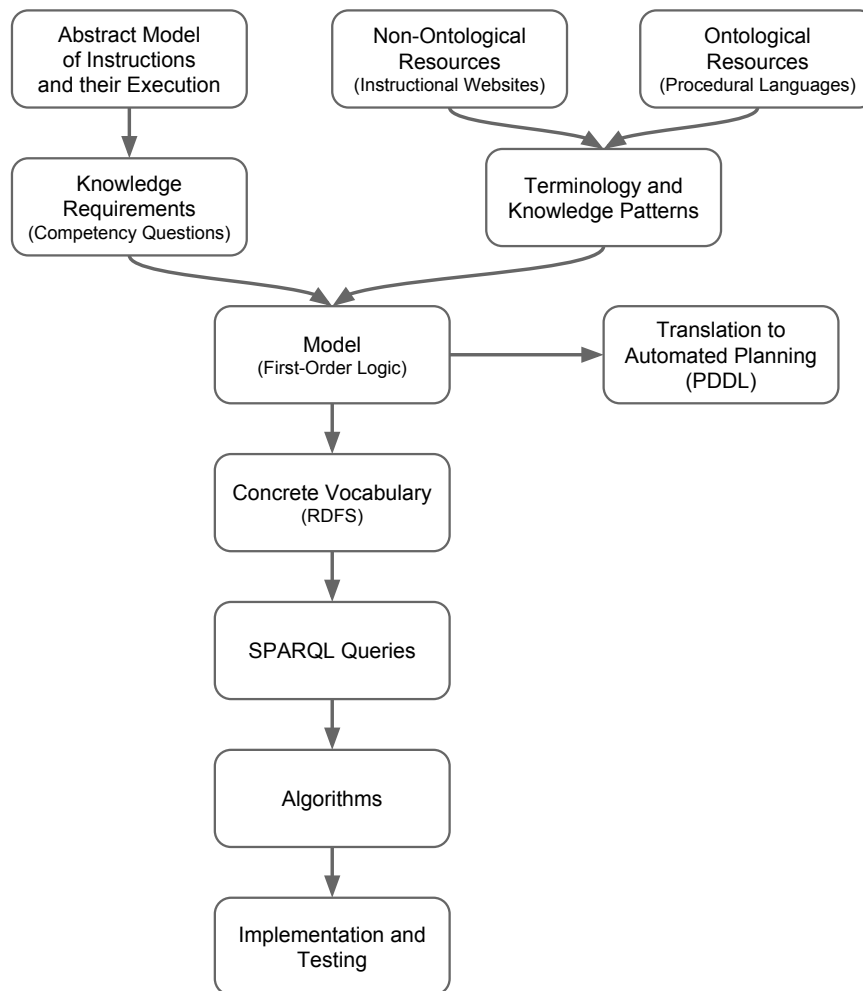 Abstract Model
of Instructions
and their Execution
Non-Ontological
Resources
(Instructional Websites)
Ontological
Resources
(Procedural Languages)
Knowledge
Requirements
(Competency Questions)
Terminology and
Knowledge Patterns
Model
(First-Order Logic)
Translation to
Automated Planning
(PDDL)
Concrete Vocabulary
(RDFS)
SPARQL Queries
Algorithms
Implementation and
Testing